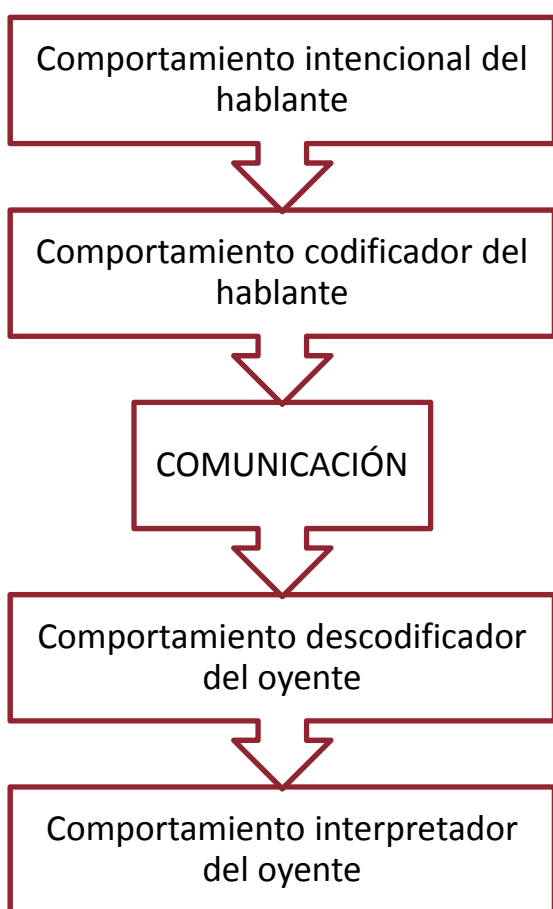 Comportamiento intencional del
hablante
Comportamiento codificador del
hablante
COMUNICACIÓN
Comportamiento descodificador
del oyente
Comportamiento interpretador
del oyente